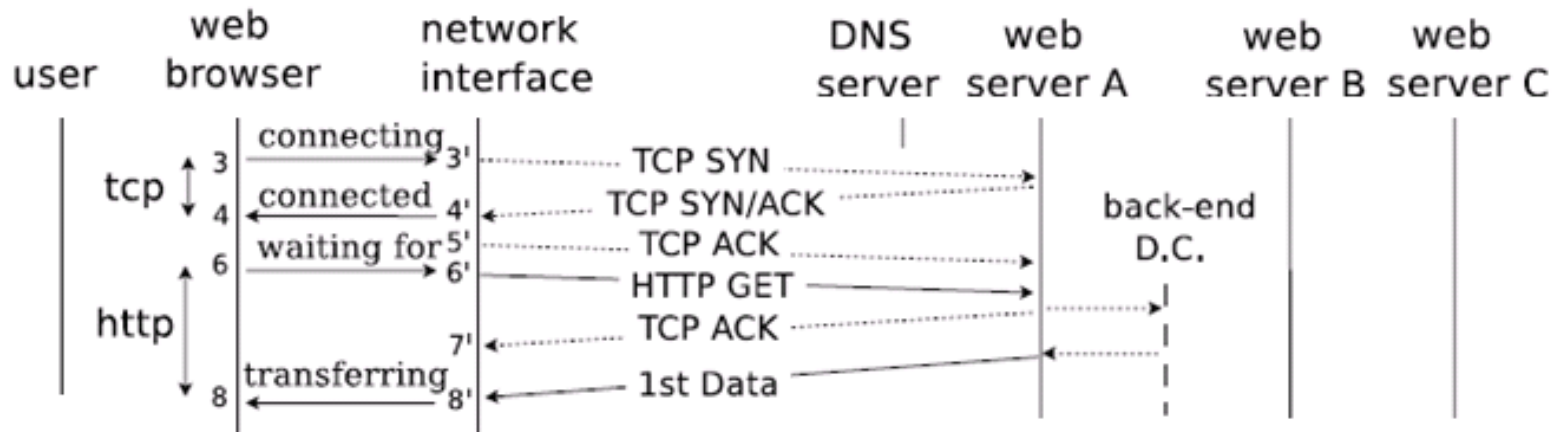 user
web
browser
network
interface
DNS
server
web
server A
web
server B
web
server C
connecting
3
3'
TCP SYN
tcp
connected
4
4'
TCP SYN/ACK
back-end
D.C.
waiting for
5'
TCP ACK
6
6'
HTTP GET
http
7'
TCP ACK
transferring
8
8'
1st Data